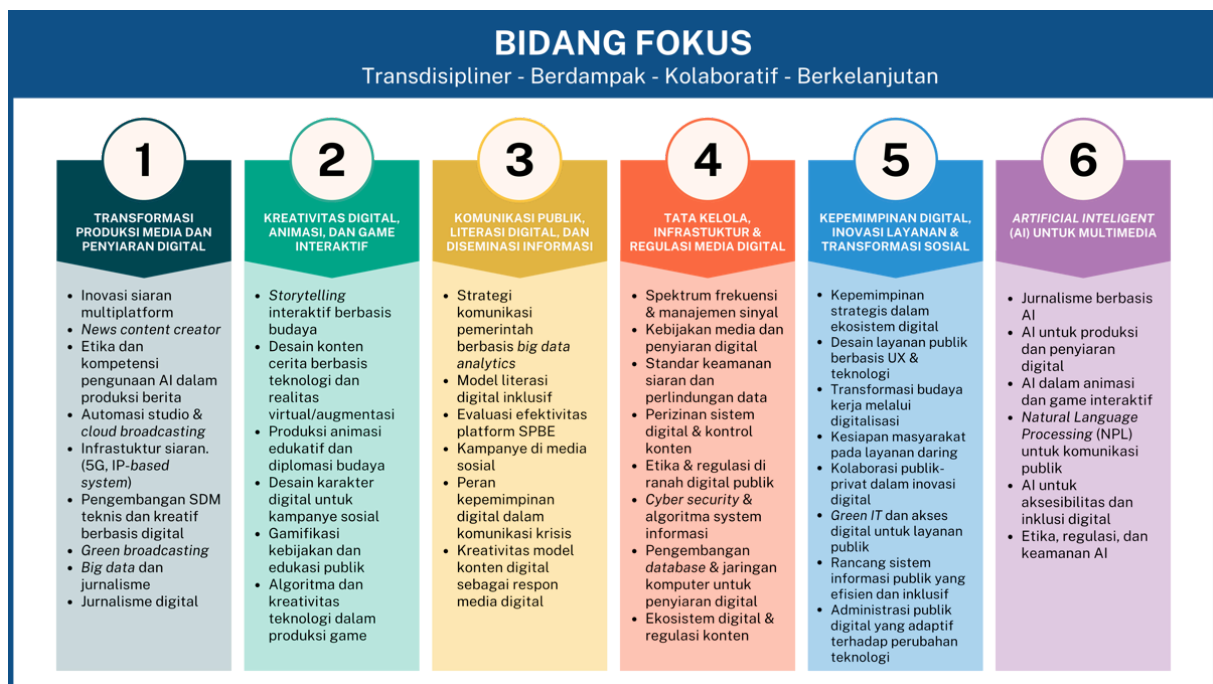 BIDANG FOKUS
Transdisipliner - Berdampak - Kolaboratif - Berkelanjutan
1
TRANSFORMASI
PRODUKSI MEDIA DAN
PENYIARAN DIGITAL
• Inovasi siaran
multiplatform
• News content creator
• Etika dan
kompetensi
pengunaan AI dalam
produksi berita
• Automasi studio &
cloud broadcasting
• Infrastuktur siaran.
(5G, IP-based
system)
• Pengembangan SDM
teknis dan kreatif
berbasis digital
• Green broadcasting
• Big data dan
jurnalisme
• Jurnalisme digital
2
KREATIVITAS DIGITAL,
ANIMASI, DAN GAME
INTERAKTIF
• Storytelling
interaktif berbasis
budaya
• Desain konten
cerita berbasis
teknologi dan
realitas
virtual/augmentasi
• Produksi animasi
edukatif dan
diplomasi budaya
• Desain karakter
digital untuk
kampanye sosial
• Gamifikasi
kebijakan dan
edukasi publik
• Algoritma dan
kreativitas
teknologi dalam
produksi game
3
KOMUNIKASI PUBLIK,
LITERASI DIGITAL, DAN
DISEMINASI INFORMASI
• Strategi
komunikasi
pemerintah
berbasis big data
analytics
• Model literasi
digital inklusif
• Evaluasi efektivitas
platform SPBE
• Kampanye di media
sosial
• Peran
kepemimpinan
digital dalam
komunikasi krisis
• Kreativitas model
konten digital
sebagai respon
media digital
4
TATA KELOLA,
INFRASTUKTUR &
REGULASI MEDIA DIGITAL
• Spektrum frekuensi
& manajemen sinyal
• Kebijakan media dan
penyiaran digital
• Standar keamanan
siaran dan
perlindungan data
• Perizinan sistem
digital & kontrol
konten
• Etika & regulasi di
ranah digital publik
• Cyber security &
algoritma system
informasi
• Pengembangan
database & jaringan
komputer untuk
penyiaran digital
• Ekosistem digital &
regulasi konten
5
KEPEMIMPINAN DIGITAL,
INOVASI LAYANAN &
TRANSFORMASI SOSIAL
• Kepemimpinan
strategis dalam
ekosistem digital
• Desain layanan publik
berbasis UX &
teknologi
• Transformasi budaya
kerja melalui
digitalisasi
• Kesiapan masyarakat
pada layanan daring
• Kolaborasi publik-
privat dalam inovasi
digital
• Green IT dan akses
digital untuk layanan
publik
• Rancang sistem
informasi publik yang
efisien dan inklusif
• Administrasi publik
digital yang adaptif
terhadap perubahan
teknologi
6
ARTIFICIAL INTELIGENT
(AI) UNTUK MULTIMEDIA
• Jurnalisme berbasis
AI
• AI untuk produksi
dan penyiaran
digital
• AI dalam animasi
dan game interaktif
• Natural Language
Processing (NPL)
untuk komunikasi
publik
• AI untuk
aksesibilitas dan
inklusi digital
• Etika, regulasi, dan
keamanan AI